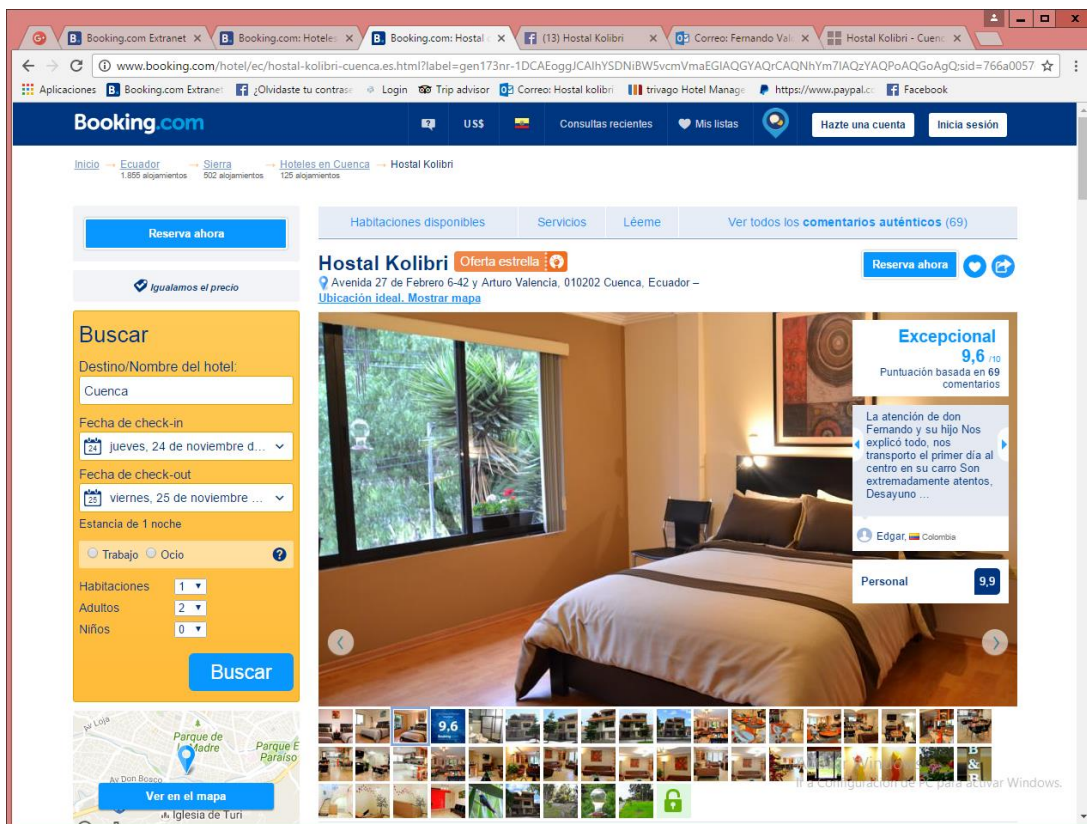 Booking.com Extranet
Booking.com: Hoteles
Booking.com: Hostal
(13) Hostal Kolibri
Correo: Fernando Val
Hostal Kolibri - Cuenc
www.booking.com/hotel/ec/hostal-kolibri-cuenca.es.html?label=gen173nr-1DCAEoggJCAlhYSDNiBW5vcmVmaEGIAQGYAQrCAQNhYm7IAQzYAQPoAQGoAgQ;sid=766a0057
Aplicaciones
Booking.com Extranet
¿Olvidaste tu contrase
Login
Trip advisor
Correo: Hostal kolibri
trivago Hotel Manage
https://www.paypal.c
Facebook
Booking.com
US$
Consultas recientes
Mis listas
Hazte una cuenta
Inicia sesión
Inicio → Ecuador → Sierra → Hoteles en Cuenca → Hostal Kolibri
1.855 alojamientos 502 alojamientos 125 alojamientos
Reserva ahora
Igualamos el precio
Buscar
Destino/Nombre del hotel:
Cuenca
Fecha de check-in
24 jueves, 24 de noviembre d...
Fecha de check-out
25 viernes, 25 de noviembre ...
Estancia de 1 noche
Trabajo Ocio
Habitaciones 1
Adultos 2
Niños 0
Buscar
Av Loja
Parque de
la Madre
Parque E
Paraíso
Av Don Bosco
Ver en el mapa
Iglesia de Turi
Habitaciones disponibles
Servicios
Léeme
Ver todos los comentarios auténticos (69)
Hostal Kolibri Oferta estrella
Reserva ahora
Avenida 27 de Febrero 6-42 y Arturo Valencia, 010202 Cuenca, Ecuador –
Ubicación ideal. Mostrar mapa
Excepcional
9,6 /10
Puntuación basada en 69
comentarios
La atención de don
Fernando y su hijo Nos
explicó todo, nos
transporto el primer día al
centro en su carro Son
extremadamente atentos,
Desayuno ...
Edgar, Colombia
Personal 9,9
9,6
B
&
B
Ir a Configuración de PC para activar Windows.